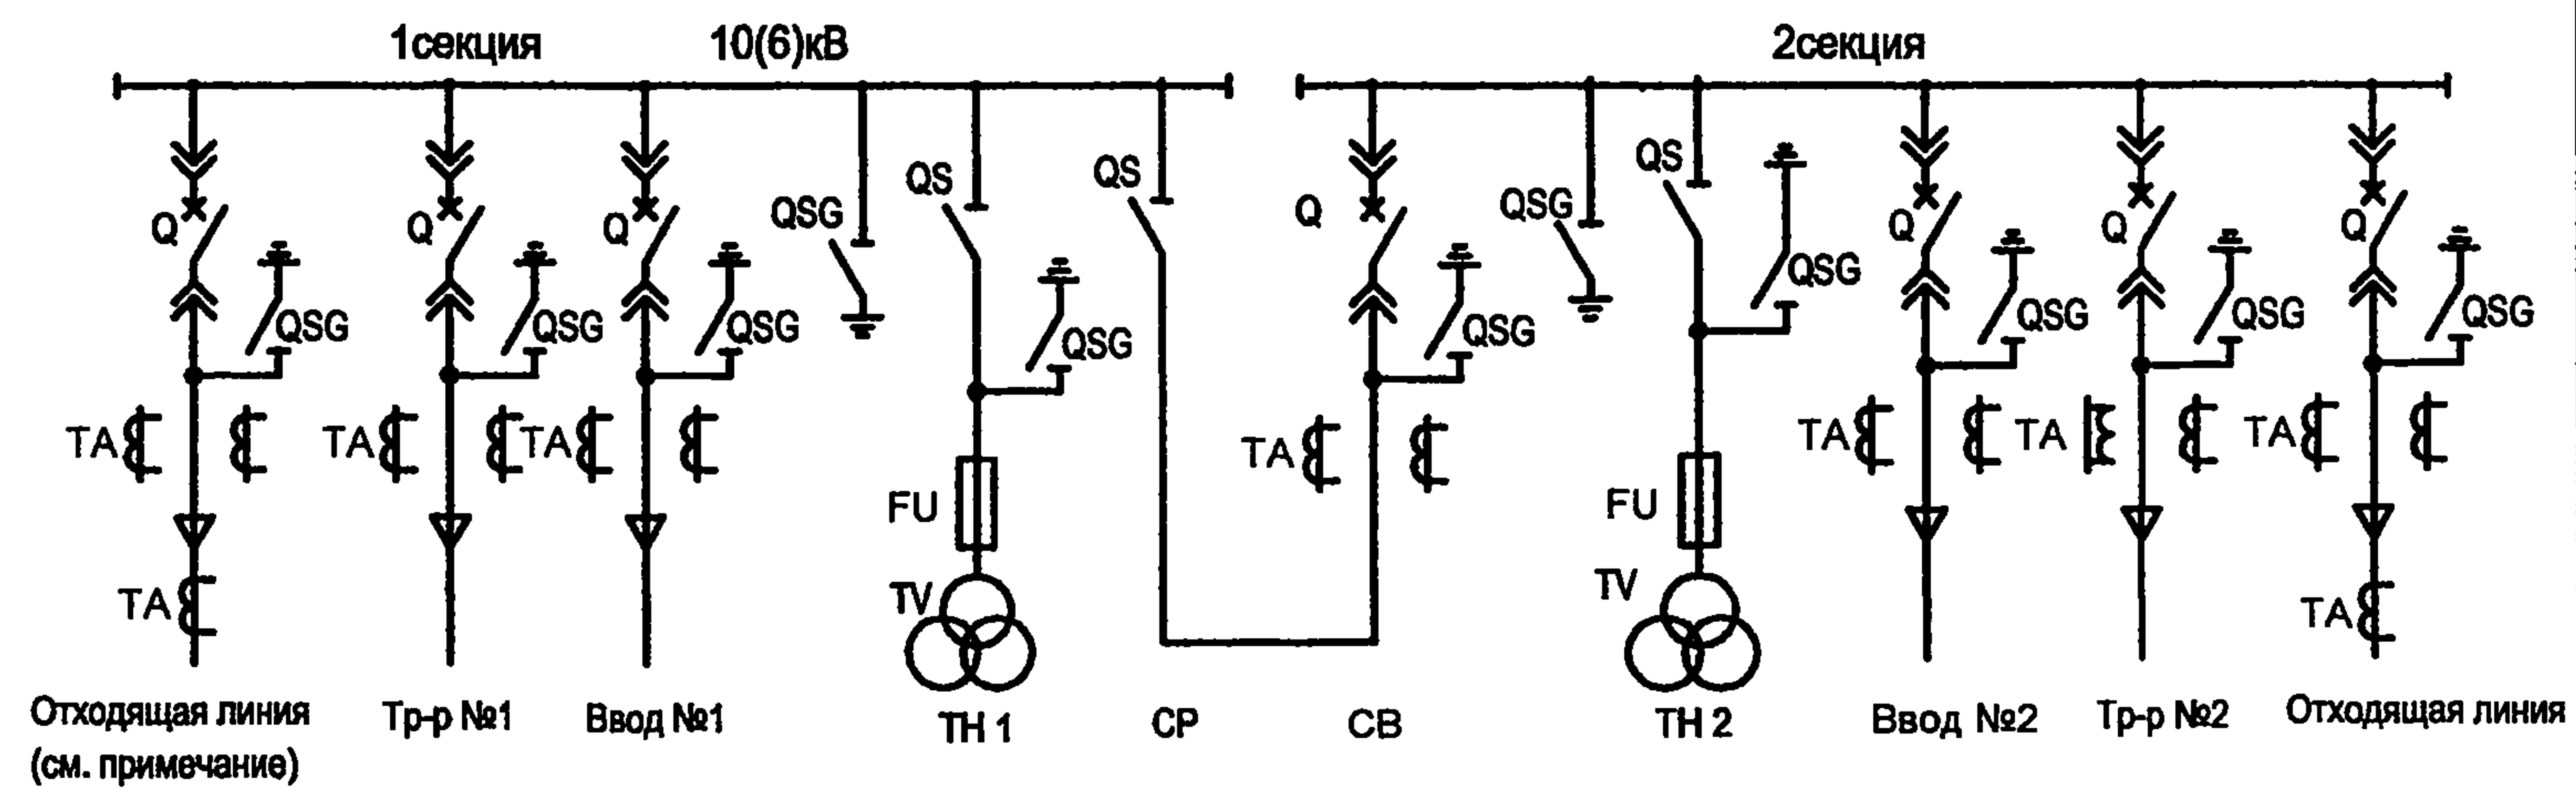 1секция 10(6)кВ 2секция
QS QS QS
QSG QSG
Q Q Q Q Q Q Q
QSG QSG QSG QSG QSG QSG QSG QSG QSG
TA TA TA TA TA TA TA
FU FU
TV TV
TA TA
Отходящая линия Тр-р №1 Ввод №1 ТН 1 СР СВ ТН 2 Ввод №2 Тр-р №2 Отходящая линия
(см. примечание)